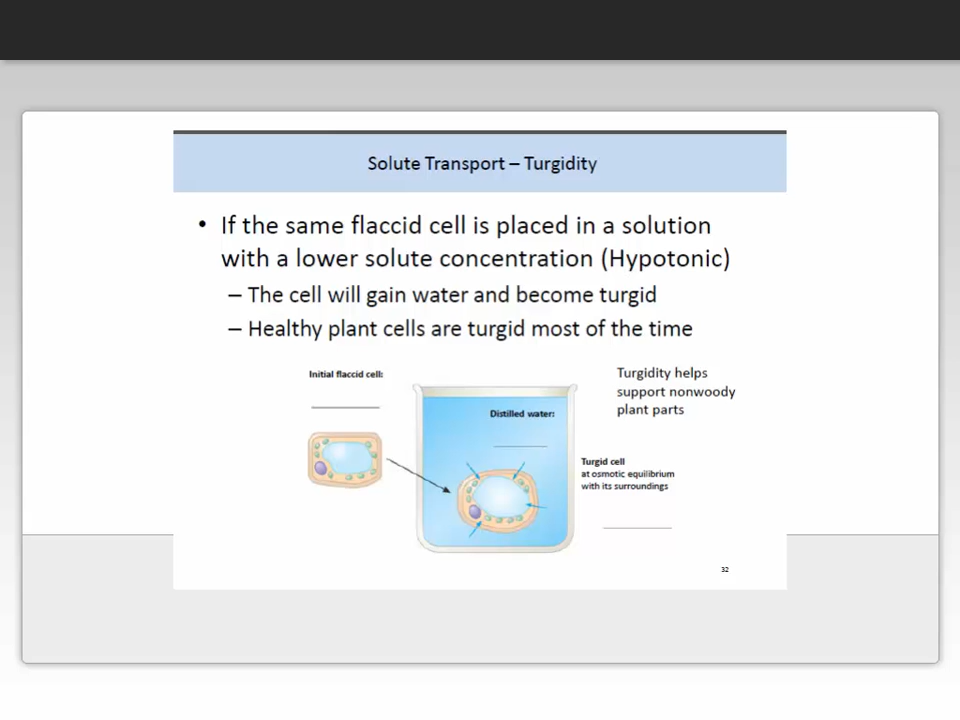 Solute Transport – Turgidity
• If the same flaccid cell is placed in a solution
with a lower solute concentration (Hypotonic)
– The cell will gain water and become turgid
– Healthy plant cells are turgid most of the time
Initial flaccid cell:
Distilled water:
Turgidity helps
support nonwoody
plant parts
Turgid cell
at osmotic equilibrium
with its surroundings
32